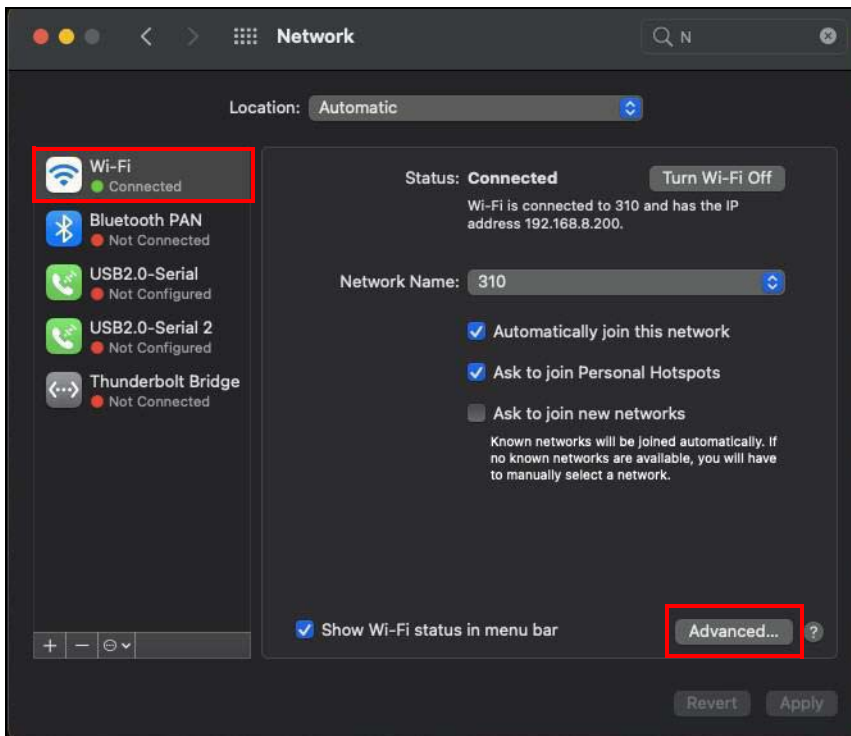 Network
N
Location: Automatic
Wi-Fi
Connected
Bluetooth PAN
Not Connected
USB2.0-Serial
Not Configured
USB2.0-Serial 2
Not Configured
Thunderbolt Bridge
Not Connected
Status: Connected
Turn Wi-Fi Off
Wi-Fi is connected to 310 and has the IP
address 192.168.8.200.
Network Name: 310
Automatically join this network
Ask to join Personal Hotspots
Ask to join new networks
Known networks will be joined automatically. If
no known networks are available, you will have
to manually select a network.
Show Wi-Fi status in menu bar
Advanced...
?
Revert
Apply